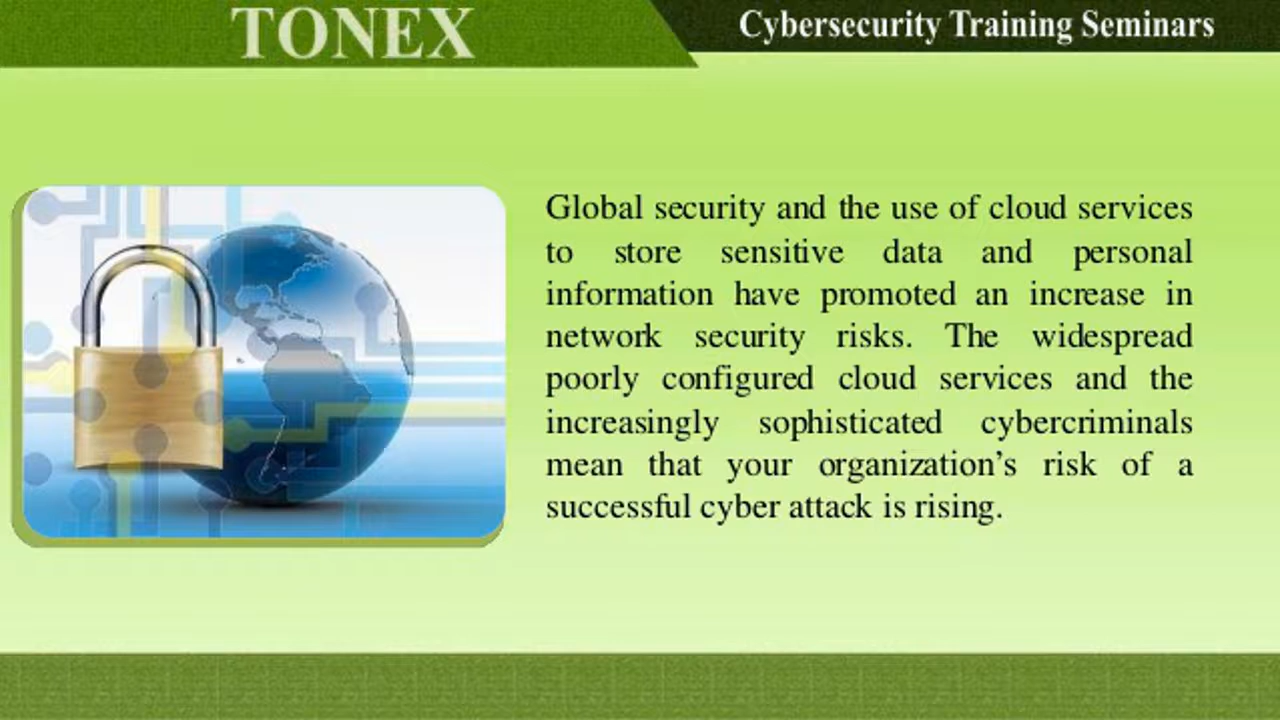 TONEX
Cybersecurity Training Seminars
Global security and the use of cloud services
to store sensitive data and personal
information have promoted an increase in
network security risks. The widespread
poorly configured cloud services and the
increasingly sophisticated cybercriminals
mean that your organization’s risk of a
successful cyber attack is rising.